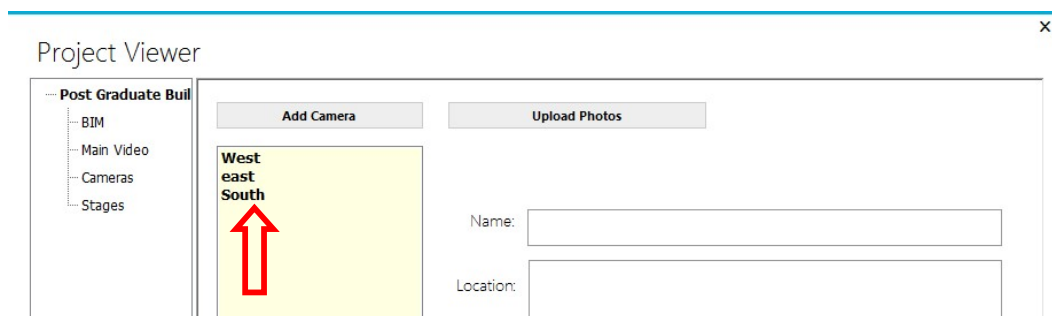 x
Project Viewer
Post Graduate Buil
BIM
Main Video
Cameras
Stages
Add Camera
Upload Photos
West
east
South
Name:
Location: